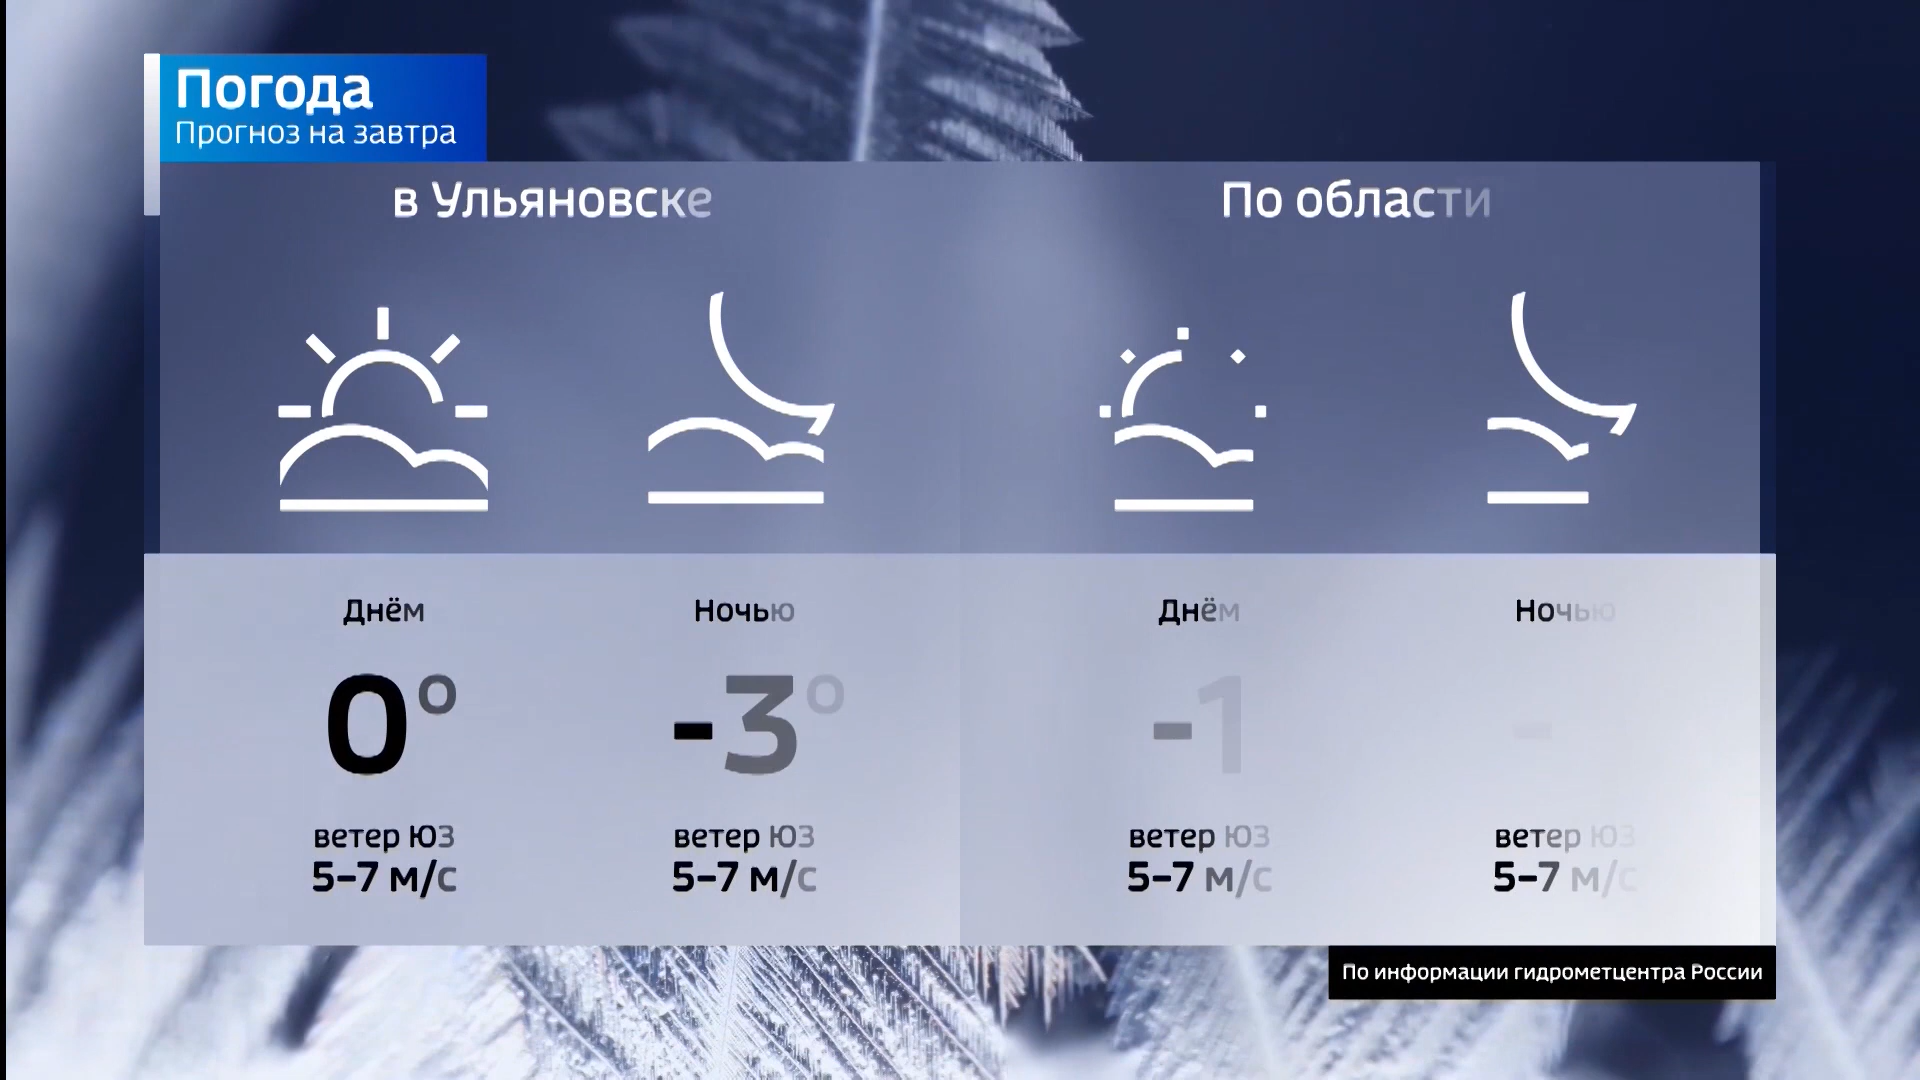 Погода
Прогноз на завтра
в Ульяновске
По области
Днём
Ночью
Днём
Ночью
0°
-3°
-1
-
ветер ЮЗ
5-7 м/с
ветер ЮЗ
5-7 м/с
ветер ЮЗ
5-7 м/с
ветер ЮЗ
5-7 м/с
По информации гидрометцентра России